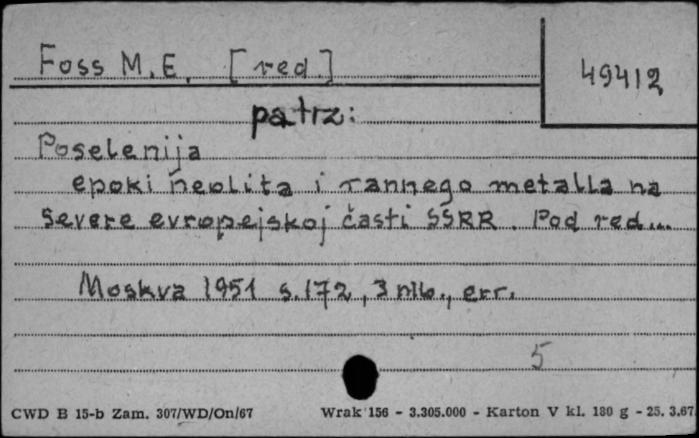 Foss M.E. [red.]
49412
patrz:
Poselenija
epoki neolita i rannego metalla na
Severe evropejskoj časti SSRR. Pod red...
Moskva 1951 s. 172, 3 nlb., err.
5
CWD B 15-b Zam. 307/WD/On/67 Wrak 156 - 3.305.000 - Karton V kl. 180 g - 25. 3.67